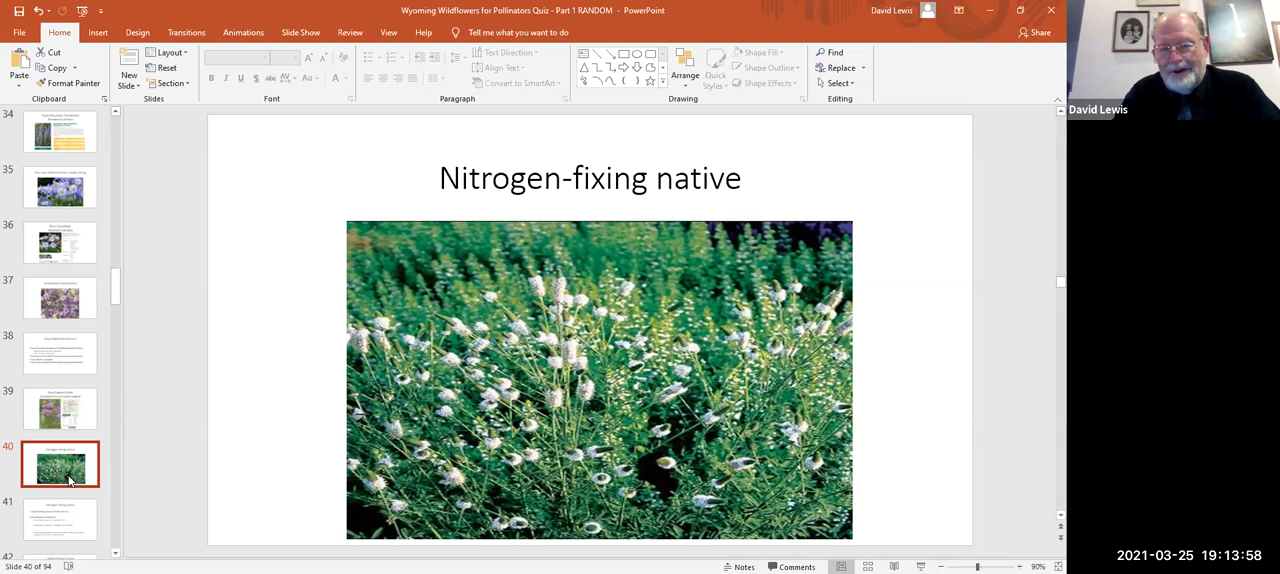 Wyoming Wildflowers for Pollinators Quiz - Part 1 RANDOM - PowerPoint
David Lewis
File Home Insert Design Transitions Animations Slide Show Review View Help Tell me what you want to do Share
Paste
Cut
Copy
Format Painter
Clipboard
New
Slide
Layout
Reset
Section
Slides
B I U S abc AV Aa A
Font
Paragraph
Text Direction
Align Text
Convert to SmartArt
Arrange
Quick
Styles
Shape Fill
Shape Outline
Shape Effects
Drawing
Find
Replace
Select
Editing
34
35
36
37
38
39
40
41
42
Nitrogen-fixing native
David Lewis
2021-03-25 19:13:58
Slide 40 of 94
Notes
Comments
90%